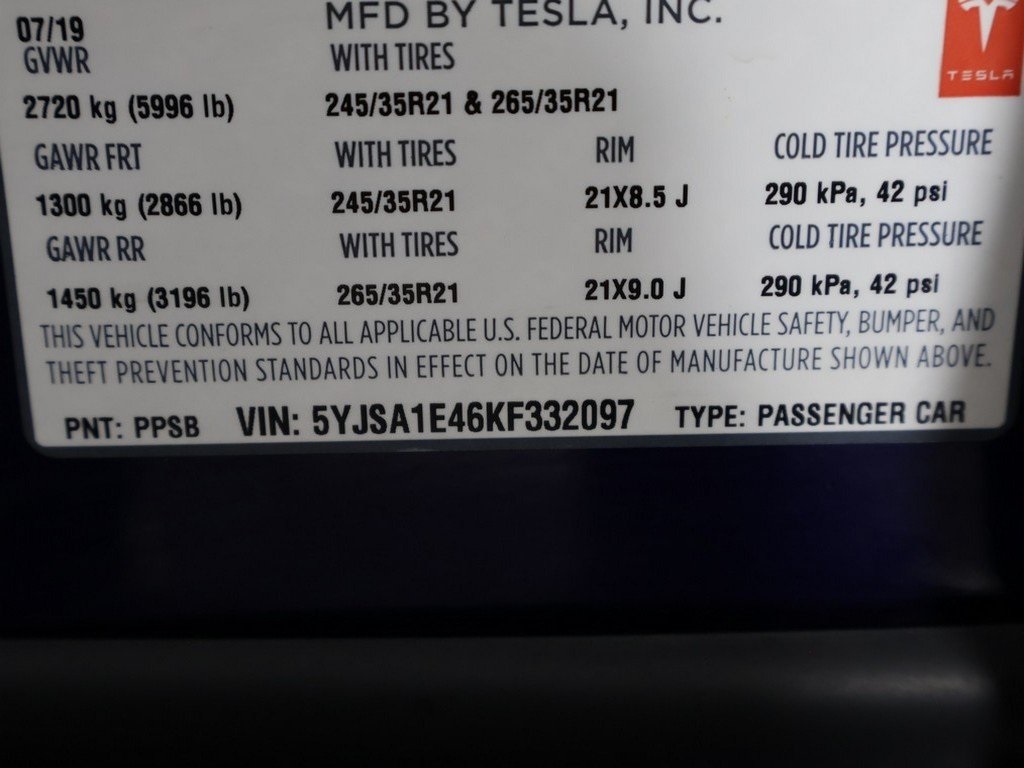 07/19 MFD BY TESLA, INC.
GVWR WITH TIRES
2720 kg (5996 lb) 245/35R21 & 265/35R21
TESLA
GAWR FRT WITH TIRES RIM COLD TIRE PRESSURE
1300 kg (2866 lb) 245/35R21 21X8.5 J 290 kPa, 42 psi
GAWR RR WITH TIRES RIM COLD TIRE PRESSURE
1450 kg (3196 lb) 265/35R21 21X9.0 J 290 kPa, 42 psi
THIS VEHICLE CONFORMS TO ALL APPLICABLE U.S. FEDERAL MOTOR VEHICLE SAFETY, BUMPER, AND
THEFT PREVENTION STANDARDS IN EFFECT ON THE DATE OF MANUFACTURE SHOWN ABOVE.
PNT: PPSB VIN: 5YJSA1E46KF332097 TYPE: PASSENGER CAR